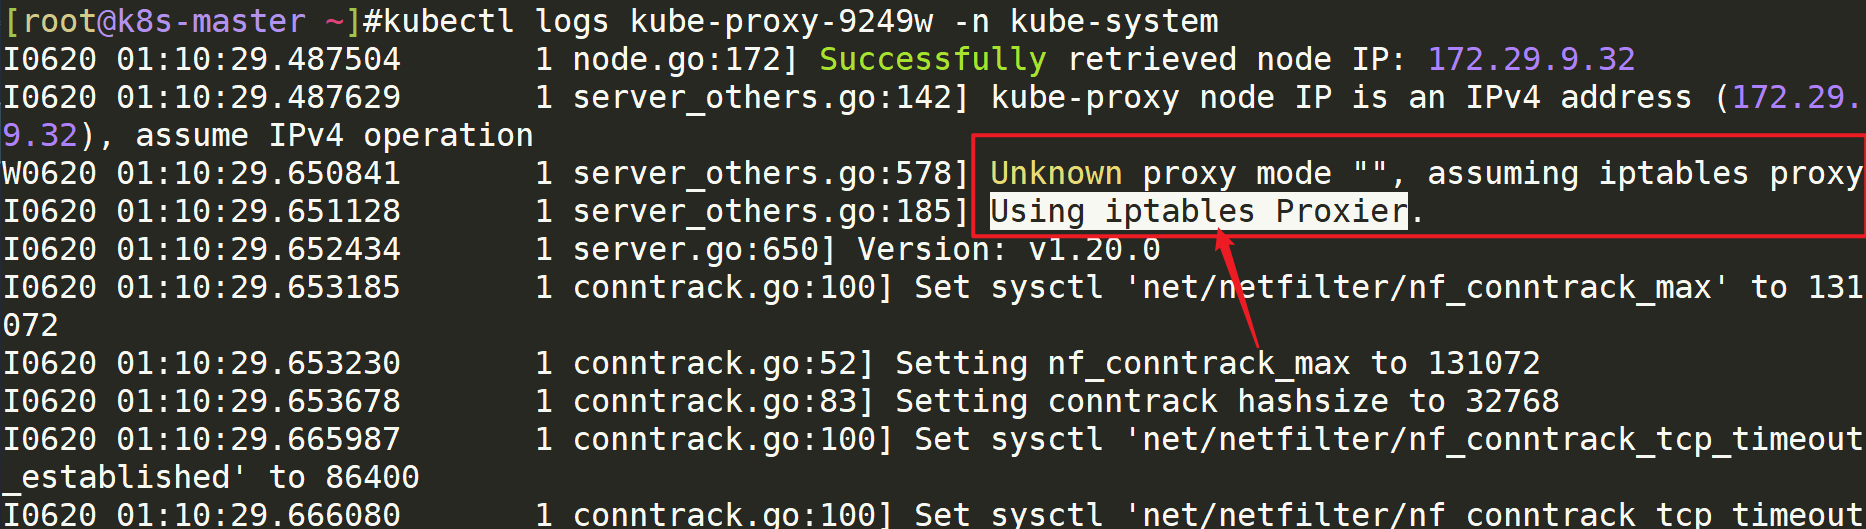 [root@k8s-master ~]#kubectl logs kube-proxy-9249w -n kube-system
I0620 01:10:29.487504       1 node.go:172] Successfully retrieved node IP: 172.29.9.32
I0620 01:10:29.487629       1 server_others.go:142] kube-proxy node IP is an IPv4 address (172.29.
9.32), assume IPv4 operation
W0620 01:10:29.650841       1 server_others.go:578] Unknown proxy mode "", assuming iptables proxy
I0620 01:10:29.651128       1 server_others.go:185] Using iptables Proxier.
I0620 01:10:29.652434       1 server.go:650] Version: v1.20.0
I0620 01:10:29.653185       1 conntrack.go:100] Set sysctl 'net/netfilter/nf_conntrack_max' to 131
072
I0620 01:10:29.653230       1 conntrack.go:52] Setting nf_conntrack_max to 131072
I0620 01:10:29.653678       1 conntrack.go:83] Setting conntrack hashsize to 32768
I0620 01:10:29.665987       1 conntrack.go:100] Set sysctl 'net/netfilter/nf_conntrack_tcp_timeout
_established' to 86400
I0620 01:10:29.666080       1 conntrack.go:100] Set sysctl 'net/netfilter/nf_conntrack_tcp_timeout